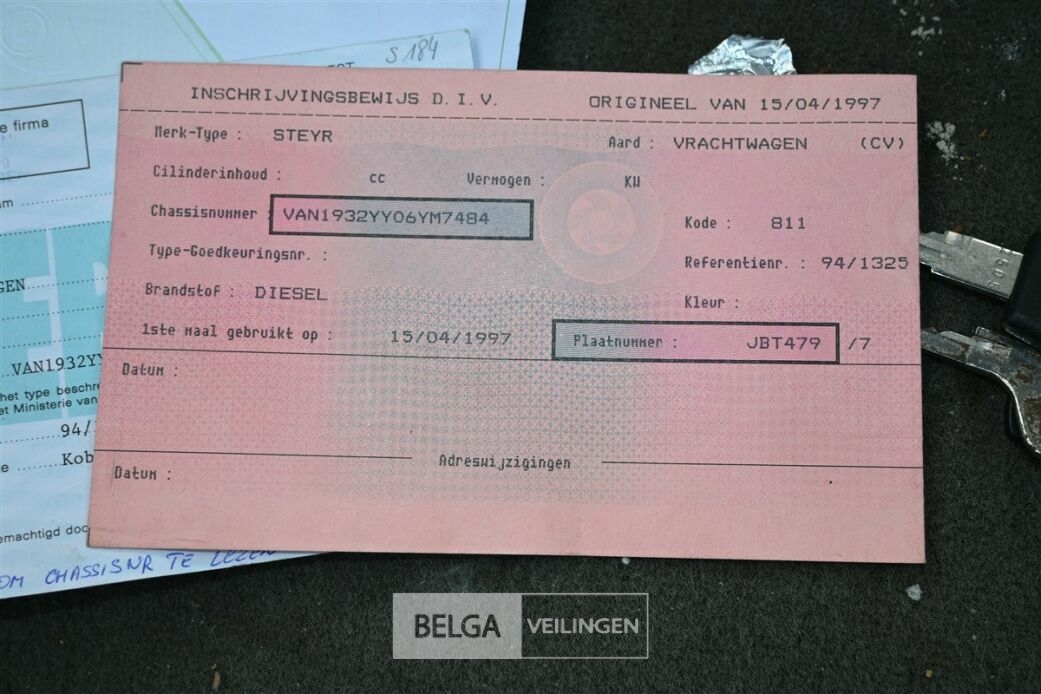 S 184
INSCHRIJVINGSBEWIJS D. I. V. ORIGINEEL VAN 15/04/1997
e firma
Merk-Type : STEYR Aard : VRACHTWAGEN (CV)
Cilinderinhoud : cc Vermogen : KW
Chassisnummer : VAN1932YY06YM7484 Kode : 811
Type-Goedkeuringsnr. : Referentienr. : 94/1325
GEN
Brandstof : DIESEL Kleur :
1ste maal gebruikt op : 15/04/1997 Plaatnummer : JBT479 /7
VAN1932Y
Datum :
het type beschr
et Ministerie van
94/
Kob
Adreswijzigingen
Datum :
emachtigd doc
OM CHASSISNR TE LEZEN
BELGA VEILINGEN